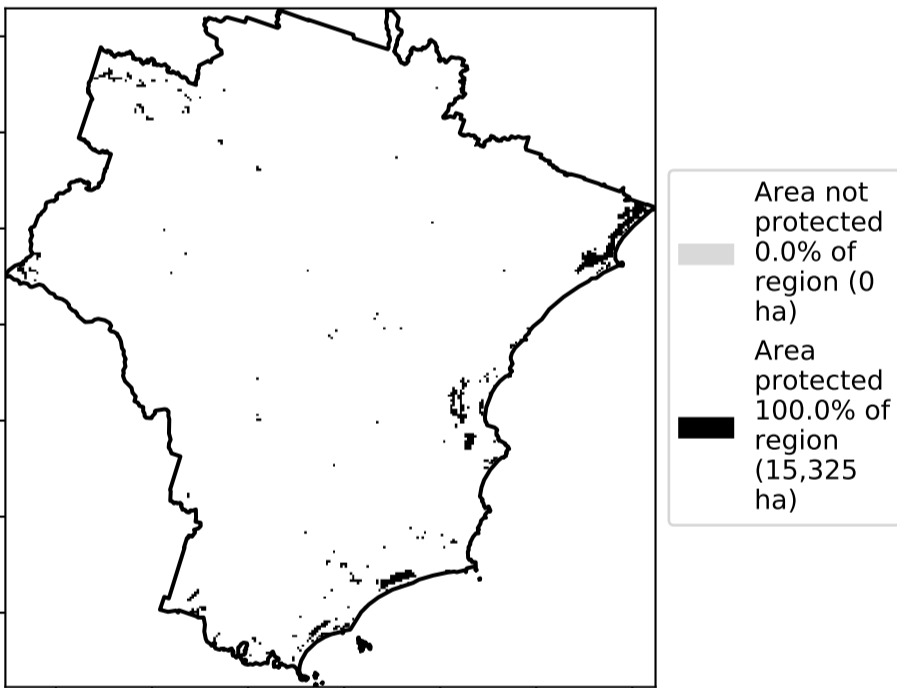 Area not
protected
0.0% of
region (0
ha)
Area
protected
100.0% of
region
(15,325
ha)